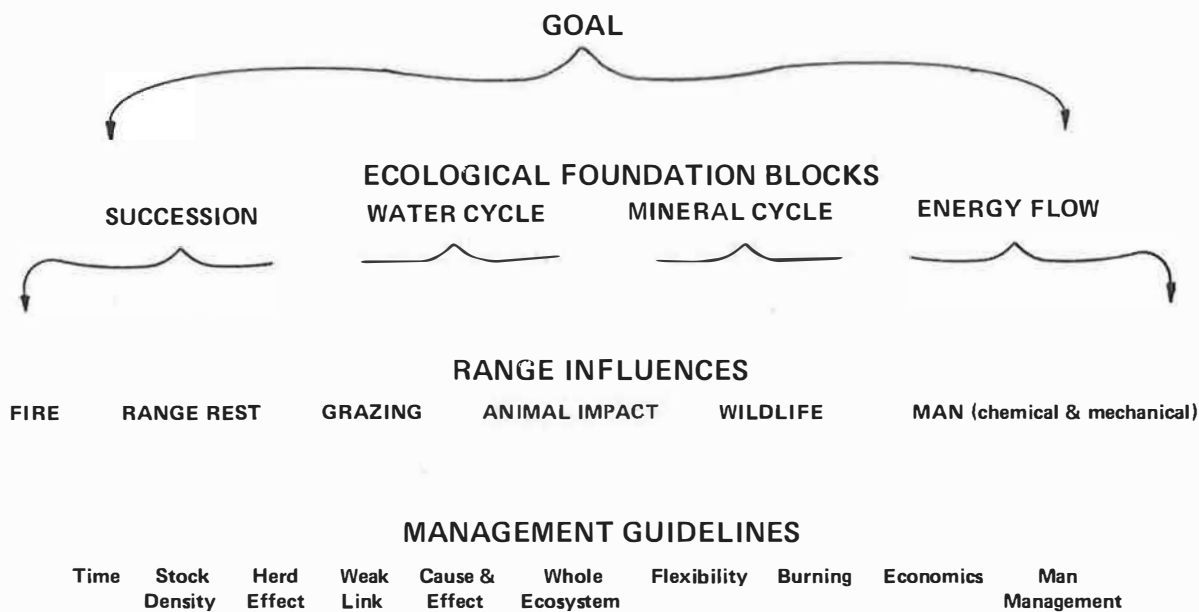 GOAL
ECOLOGICAL FOUNDATION BLOCKS
SUCCESSION WATER CYCLE MINERAL CYCLE ENERGY FLOW
RANGE INFLUENCES
FIRE RANGE REST GRAZING ANIMAL IMPACT WILDLIFE MAN (chemical & mechanical)
MANAGEMENT GUIDELINES
Time Stock Herd Weak Cause & Whole Flexibility Burning Economics Man
Density Effect Link Effect Ecosystem Management